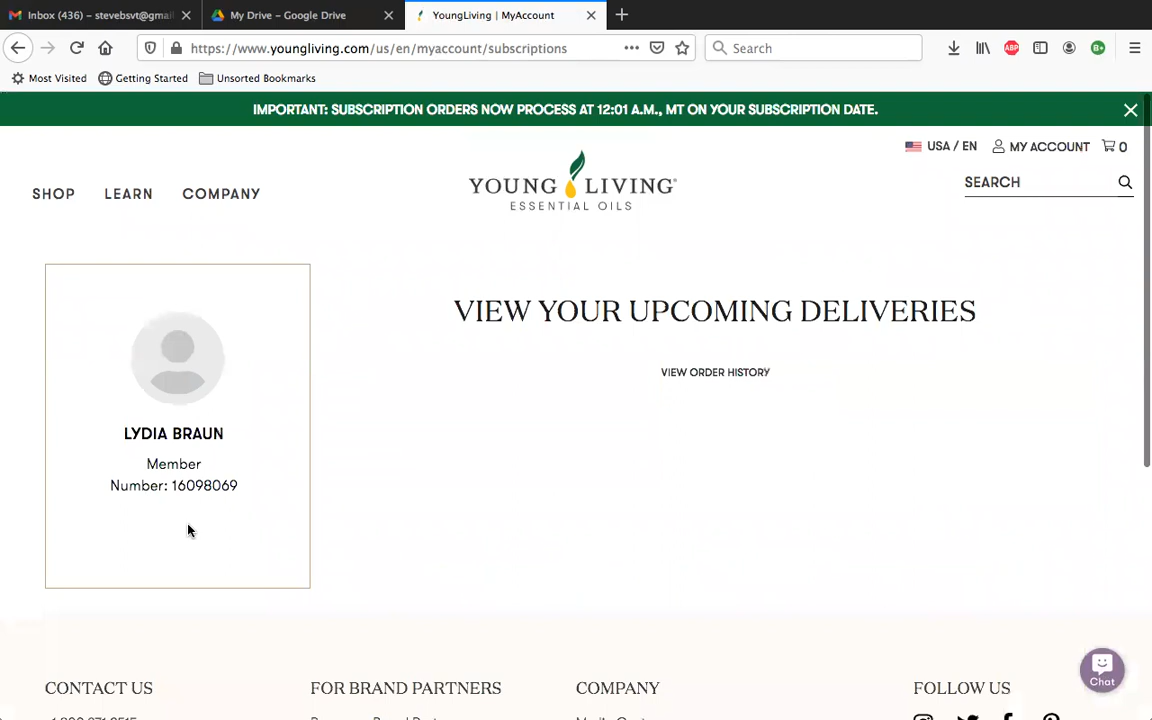 Inbox (436) – stevebsvt@gmai
My Drive – Google Drive
YoungLiving | MyAccount
https://www.youngliving.com/us/en/myaccount/subscriptions
Search
ABP
B+
Most Visited
Getting Started
Unsorted Bookmarks
IMPORTANT: SUBSCRIPTION ORDERS NOW PROCESS AT 12:01 A.M., MT ON YOUR SUBSCRIPTION DATE.
USA / EN
MY ACCOUNT
0
SHOP
LEARN
COMPANY
YOUNG LIVING®
ESSENTIAL OILS
SEARCH
VIEW YOUR UPCOMING DELIVERIES
VIEW ORDER HISTORY
LYDIA BRAUN
Member
Number: 16098069
Chat
CONTACT US
FOR BRAND PARTNERS
COMPANY
FOLLOW US